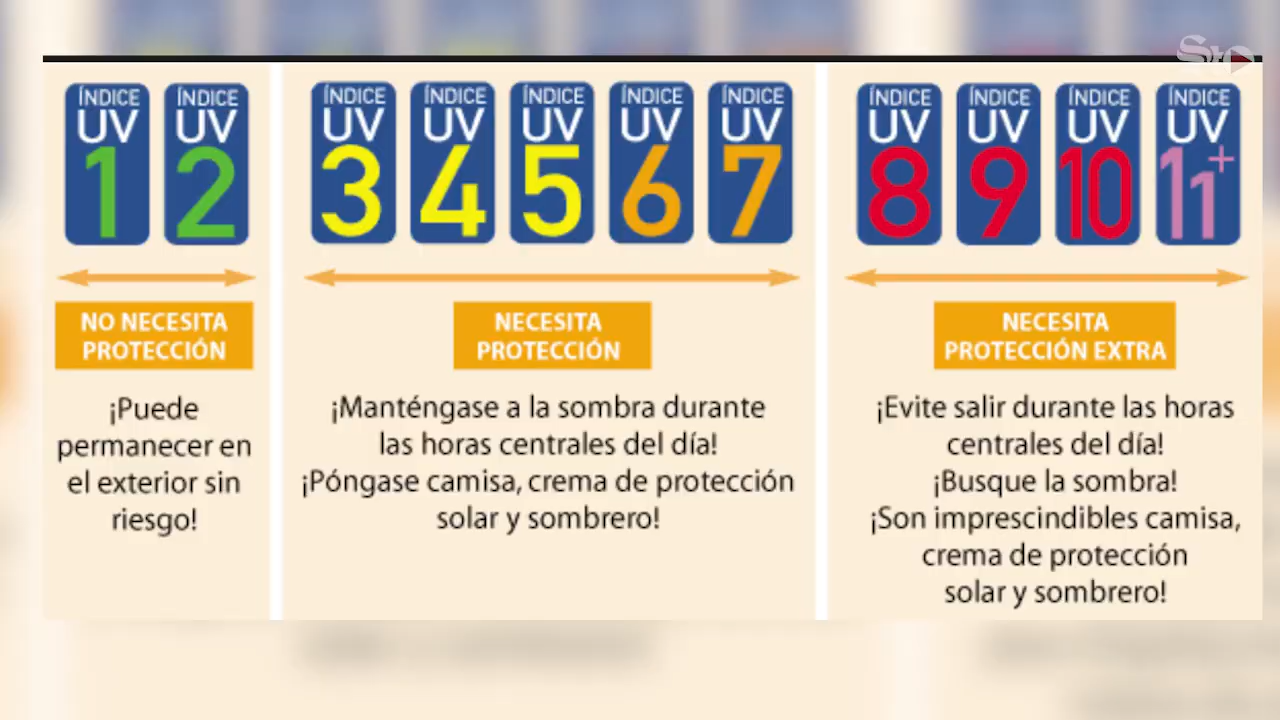 ÍNDICE
UV
1
ÍNDICE
UV
2
NO NECESITA
PROTECCIÓN
¡Puede
permanecer en
el exterior sin
riesgo!
ÍNDICE
UV
3
ÍNDICE
UV
4
ÍNDICE
UV
5
ÍNDICE
UV
6
ÍNDICE
UV
7
NECESITA
PROTECCIÓN
¡Manténgase a la sombra durante
las horas centrales del día!
¡Póngase camisa, crema de protección
solar y sombrero!
ÍNDICE
UV
8
ÍNDICE
UV
9
ÍNDICE
UV
10
ÍNDICE
UV
11+
NECESITA
PROTECCIÓN EXTRA
¡Evite salir durante las horas
centrales del día!
¡Busque la sombra!
¡Son imprescindibles camisa,
crema de protección
solar y sombrero!